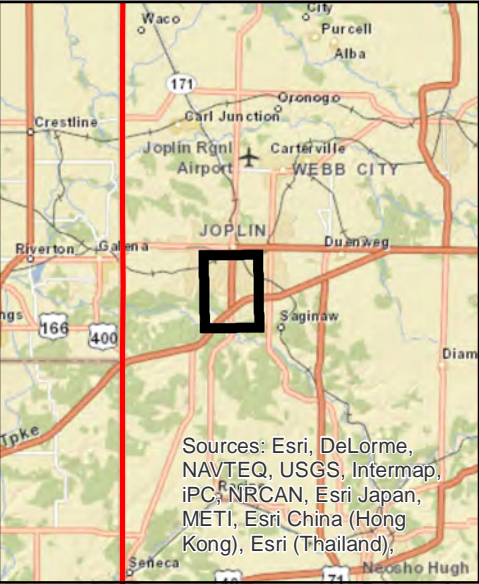 Waco
City
Purcell
Alba
171
Oronogo
Carl Junction
Crestline
Joplin Rgnl
Airport
Carterville
WEBB CITY
JOPLIN
Riverton
Galena
Duenweg
ngs
166
400
Saginaw
Diam
Tpke
Sources: Esri, DeLorme,
NAVTEQ, USGS, Intermap,
iPC, NRCAN, Esri Japan,
METI, Esri China (Hong
Kong), Esri (Thailand),
Seneca
71
Neosho Hugh